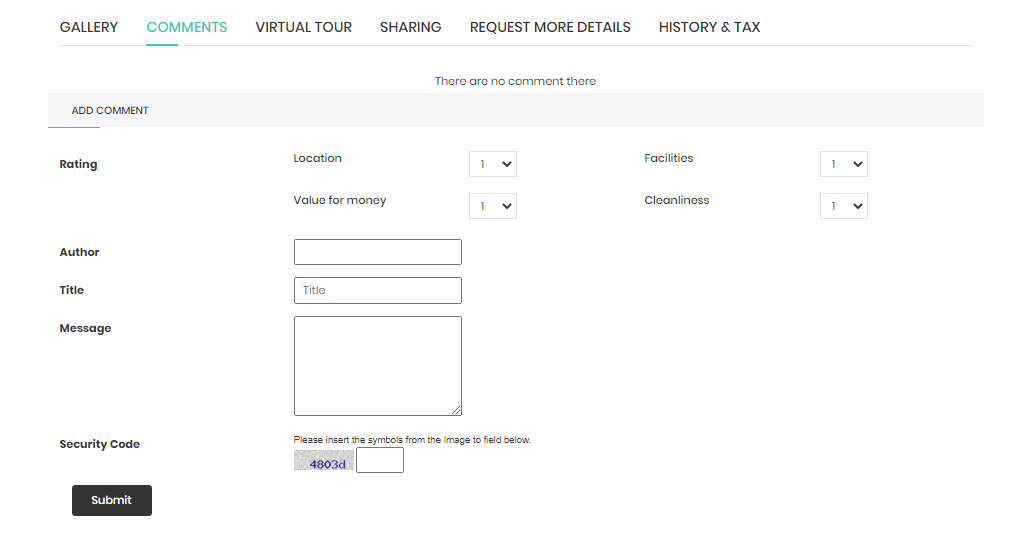 GALLERY COMMENTS VIRTUAL TOUR SHARING REQUEST MORE DETAILS HISTORY & TAX
There are no comment there
ADD COMMENT
Rating Location 1 Facilities 1
Value for money 1 Cleanliness 1
Author
Title Title
Message
Security Code Please insert the symbols from the Image to field below.
4803d
Submit